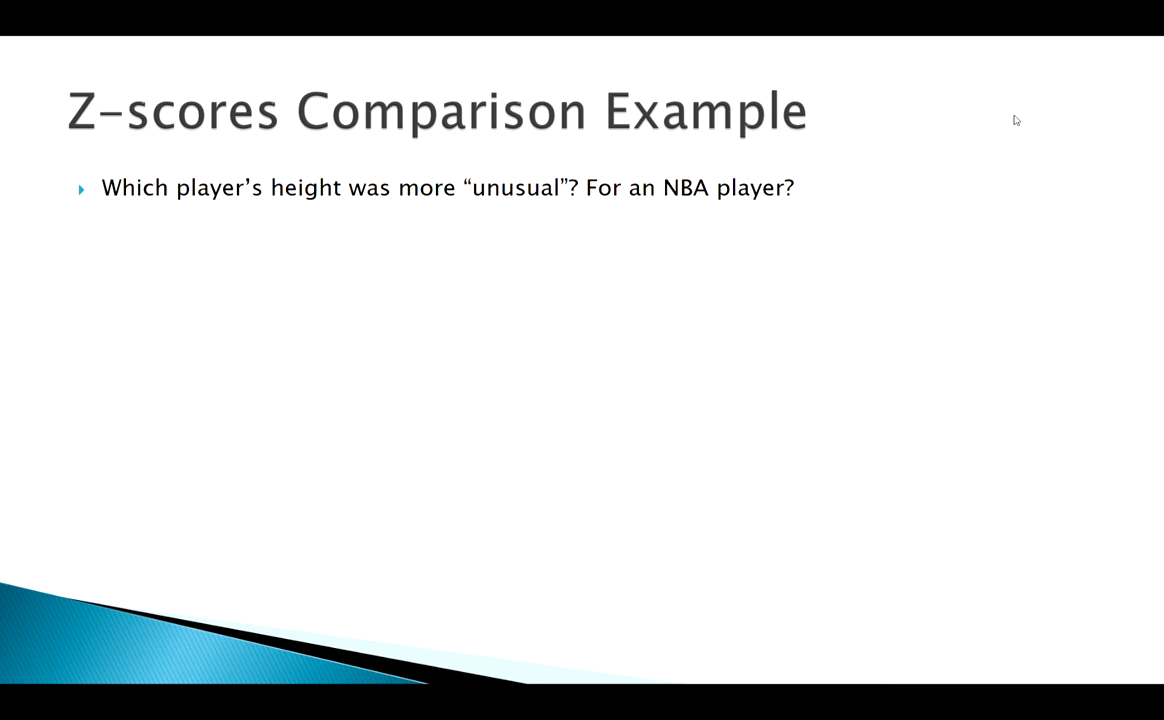 Z-scores Comparison Example
Which player’s height was more “unusual”? For an NBA player?